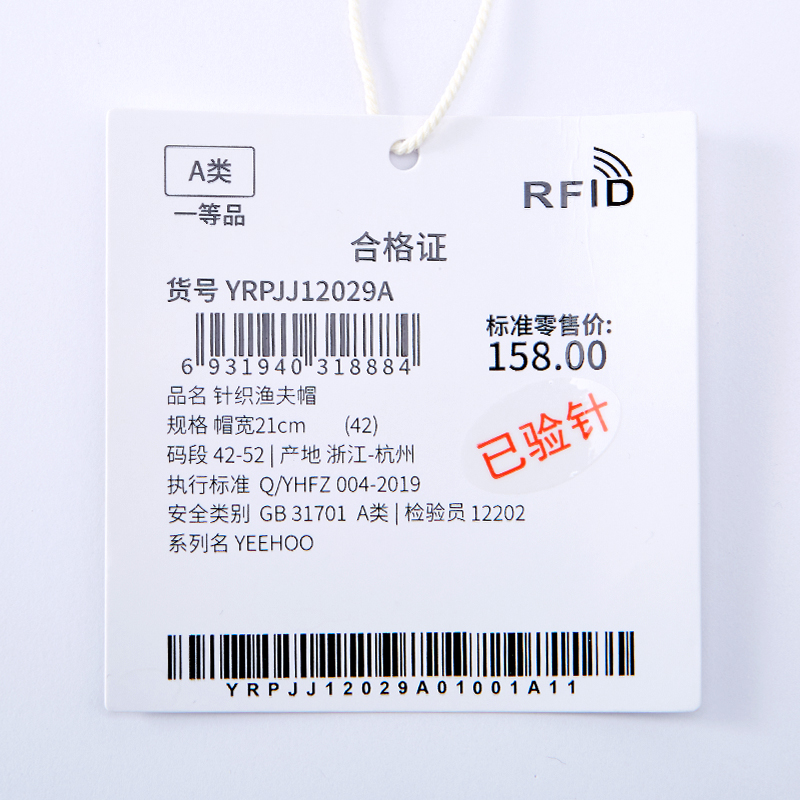 A类
一等品
RFID
合格证
货号 YRPJJ12029A
6 931940 318884
标准零售价:
158.00
品名 针织渔夫帽
规格 帽宽21cm (42)
码段 42-52 | 产地 浙江-杭州
执行标准 Q/YHFZ 004-2019
安全类别 GB 31701 A类 | 检验员 12202
系列名 YEEHOO
已验针
YRPJJ12029A01001A11